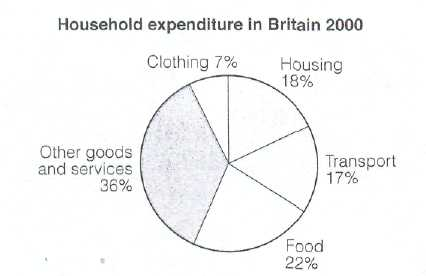 Household expenditure in Britain 2000
Clothing 7%
Housing
18%
Other goods
and services
36%
Transport
17%
Food
22%